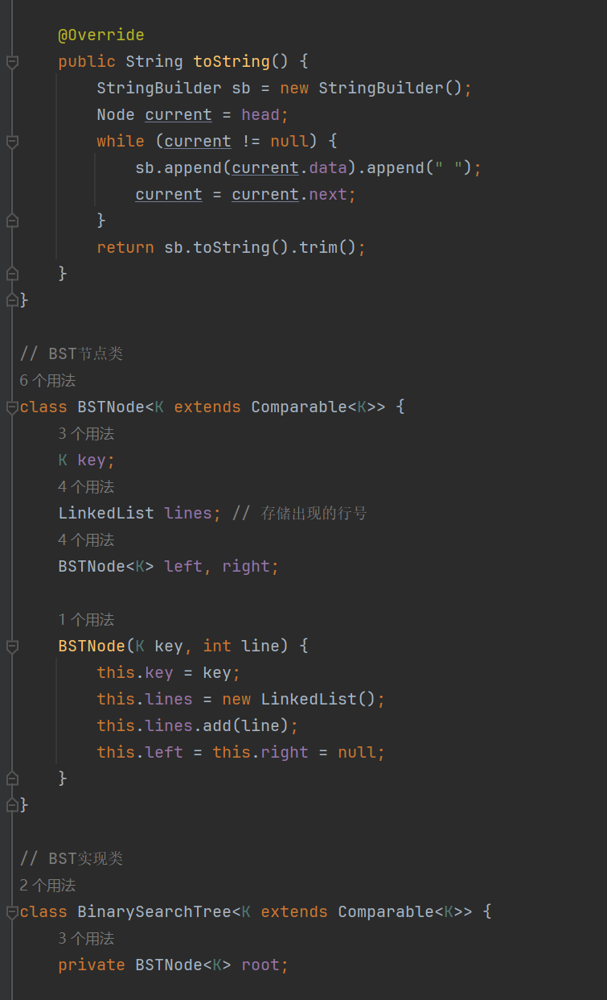 @Override
public String toString() {
StringBuilder sb = new StringBuilder();
Node current = head;
while (current != null) {
sb.append(current.data).append(" ");
current = current.next;
}
return sb.toString().trim();
}
}
// BST节点类
6 个用法
class BSTNode<K extends Comparable<K>> {
3 个用法
K key;
4 个用法
LinkedList lines; // 存储出现的行号
4 个用法
BSTNode<K> left, right;
1 个用法
BSTNode(K key, int line) {
this.key = key;
this.lines = new LinkedList();
this.lines.add(line);
this.left = this.right = null;
}
}
// BST实现类
2 个用法
class BinarySearchTree<K extends Comparable<K>> {
3 个用法
private BSTNode<K> root;